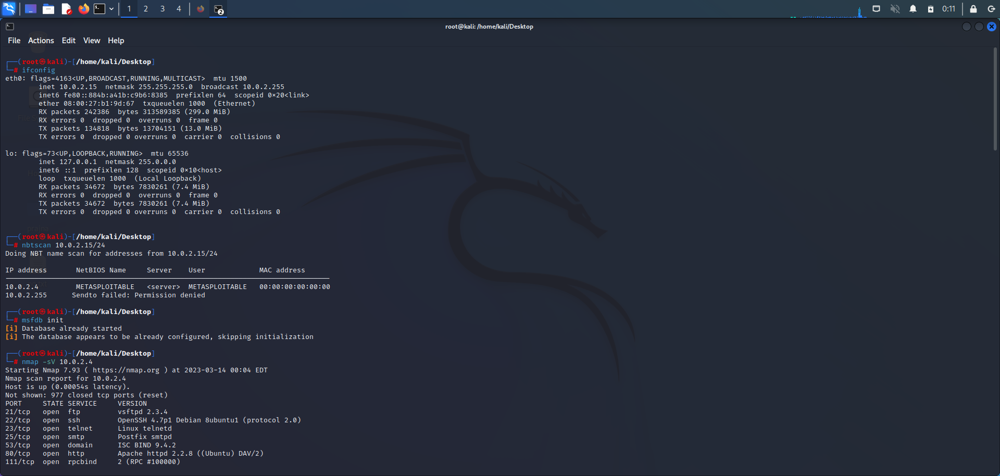 1 2 3 4 2 0:11
root@kali: /home/kali/Desktop
File Actions Edit View Help
┌──(root㉿kali)-[/home/kali/Desktop]
└─# ifconfig
eth0: flags=4163<UP,BROADCAST,RUNNING,MULTICAST>  mtu 1500
        inet 10.0.2.15  netmask 255.255.255.0  broadcast 10.0.2.255
        inet6 fe80::884b:a41b:c9b6:8385  prefixlen 64  scopeid 0×20<link>
        ether 08:00:27:b1:9d:67  txqueuelen 1000  (Ethernet)
        RX packets 242386  bytes 313589385 (299.0 MiB)
        RX errors 0  dropped 0  overruns 0  frame 0
        TX packets 134818  bytes 13704151 (13.0 MiB)
        TX errors 0  dropped 0 overruns 0  carrier 0  collisions 0
lo: flags=73<UP,LOOPBACK,RUNNING>  mtu 65536
        inet 127.0.0.1  netmask 255.0.0.0
        inet6 ::1  prefixlen 128  scopeid 0×10<host>
        loop  txqueuelen 1000  (Local Loopback)
        RX packets 34672  bytes 7830261 (7.4 MiB)
        RX errors 0  dropped 0  overruns 0  frame 0
        TX packets 34672  bytes 7830261 (7.4 MiB)
        TX errors 0  dropped 0 overruns 0  carrier 0  collisions 0
┌──(root㉿kali)-[/home/kali/Desktop]
└─# nbtscan 10.0.2.15/24
Doing NBT name scan for addresses from 10.0.2.15/24
IP address       NetBIOS Name     Server    User             MAC address
10.0.2.4         METASPLOITABLE   <server>  METASPLOITABLE   00:00:00:00:00:00
10.0.2.255      Sendto failed: Permission denied
┌──(root㉿kali)-[/home/kali/Desktop]
└─# msfdb init
[i] Database already started
[i] The database appears to be already configured, skipping initialization
┌──(root㉿kali)-[/home/kali/Desktop]
└─# nmap -sV 10.0.2.4
Starting Nmap 7.93 ( https://nmap.org ) at 2023-03-14 00:04 EDT
Nmap scan report for 10.0.2.4
Host is up (0.00054s latency).
Not shown: 977 closed tcp ports (reset)
PORT     STATE SERVICE     VERSION
21/tcp   open  ftp         vsftpd 2.3.4
22/tcp   open  ssh         OpenSSH 4.7p1 Debian 8ubuntu1 (protocol 2.0)
23/tcp   open  telnet      Linux telnetd
25/tcp   open  smtp        Postfix smtpd
53/tcp   open  domain      ISC BIND 9.4.2
80/tcp   open  http        Apache httpd 2.2.8 ((Ubuntu) DAV/2)
111/tcp  open  rpcbind     2 (RPC #100000)